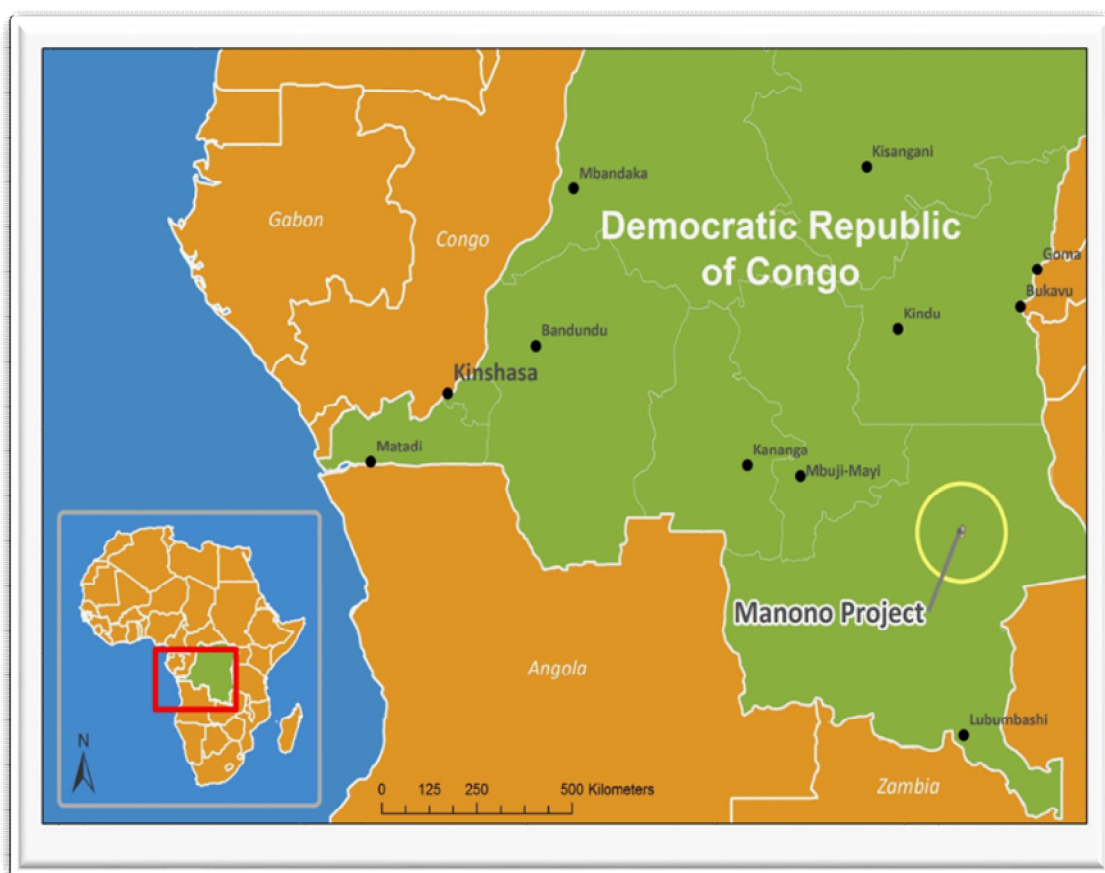 Kisangani
Mbandaka
Democratic Republic
of Congo
Gabon
Congo
Goma
Bukavu
Kindu
Bandundu
Kinshasa
Matadi
Kananga
Mbuji-Mayi
Manono Project
Angola
Lubumbashi
Zambia
N
0 125 250 500 Kilometers